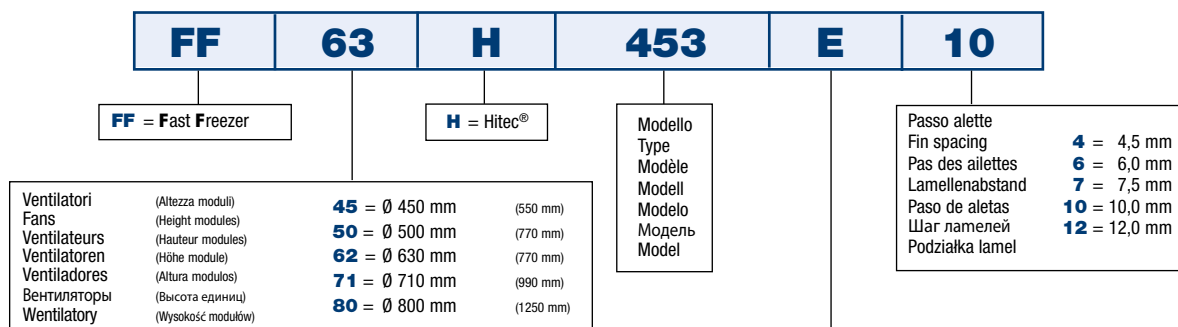 FF 63 H 453 E 10
FF = Fast Freezer
H = Hitec®
Modello
Type
Modèle
Modell
Modelo
Модель
Model
Passo alette
Fin spacing 4 = 4,5 mm
Pas des ailettes 6 = 6,0 mm
Lamellenabstand 7 = 7,5 mm
Paso de aletas 10 = 10,0 mm
Шаг ламелей 12 = 12,0 mm
Podziałka lamel
Ventilatori (Altezza moduli) 45 = Ø 450 mm (550 mm)
Fans (Height modules) 50 = Ø 500 mm (770 mm)
Ventilateurs (Hauteur modules)
Ventilatoren (Höhe module) 62 = Ø 630 mm (770 mm)
Ventiladores (Altura modulos) 71 = Ø 710 mm (990 mm)
Вентиляторы (Высота единиц)
Wentilatory (Wysokość modułów) 80 = Ø 800 mm (1250 mm)